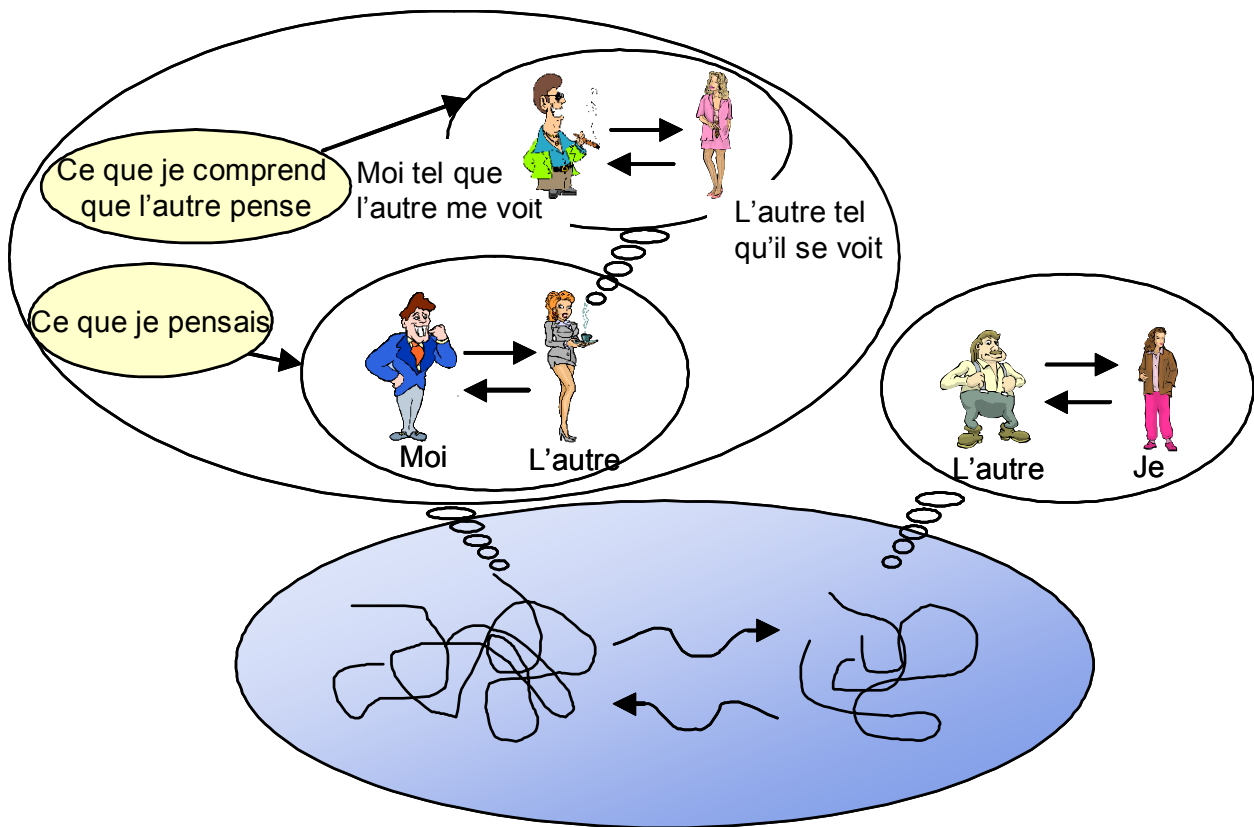 Ce que je comprend
que l'autre pense
Moi tel que
l'autre me voit
L'autre tel
qu'il se voit
Ce que je pensais
Moi
L'autre
L'autre
Je